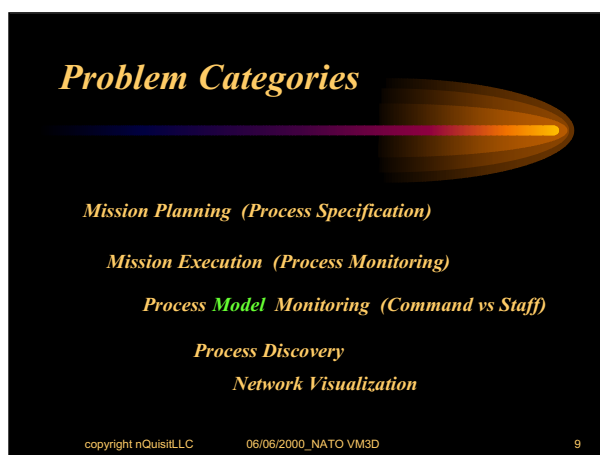 Problem Categories
Mission Planning (Process Specification)
Mission Execution (Process Monitoring)
Process Model Monitoring (Command vs Staff)
Process Discovery
Network Visualization
copyright nQuisitLLC 06/06/2000_NATO VM3D 9